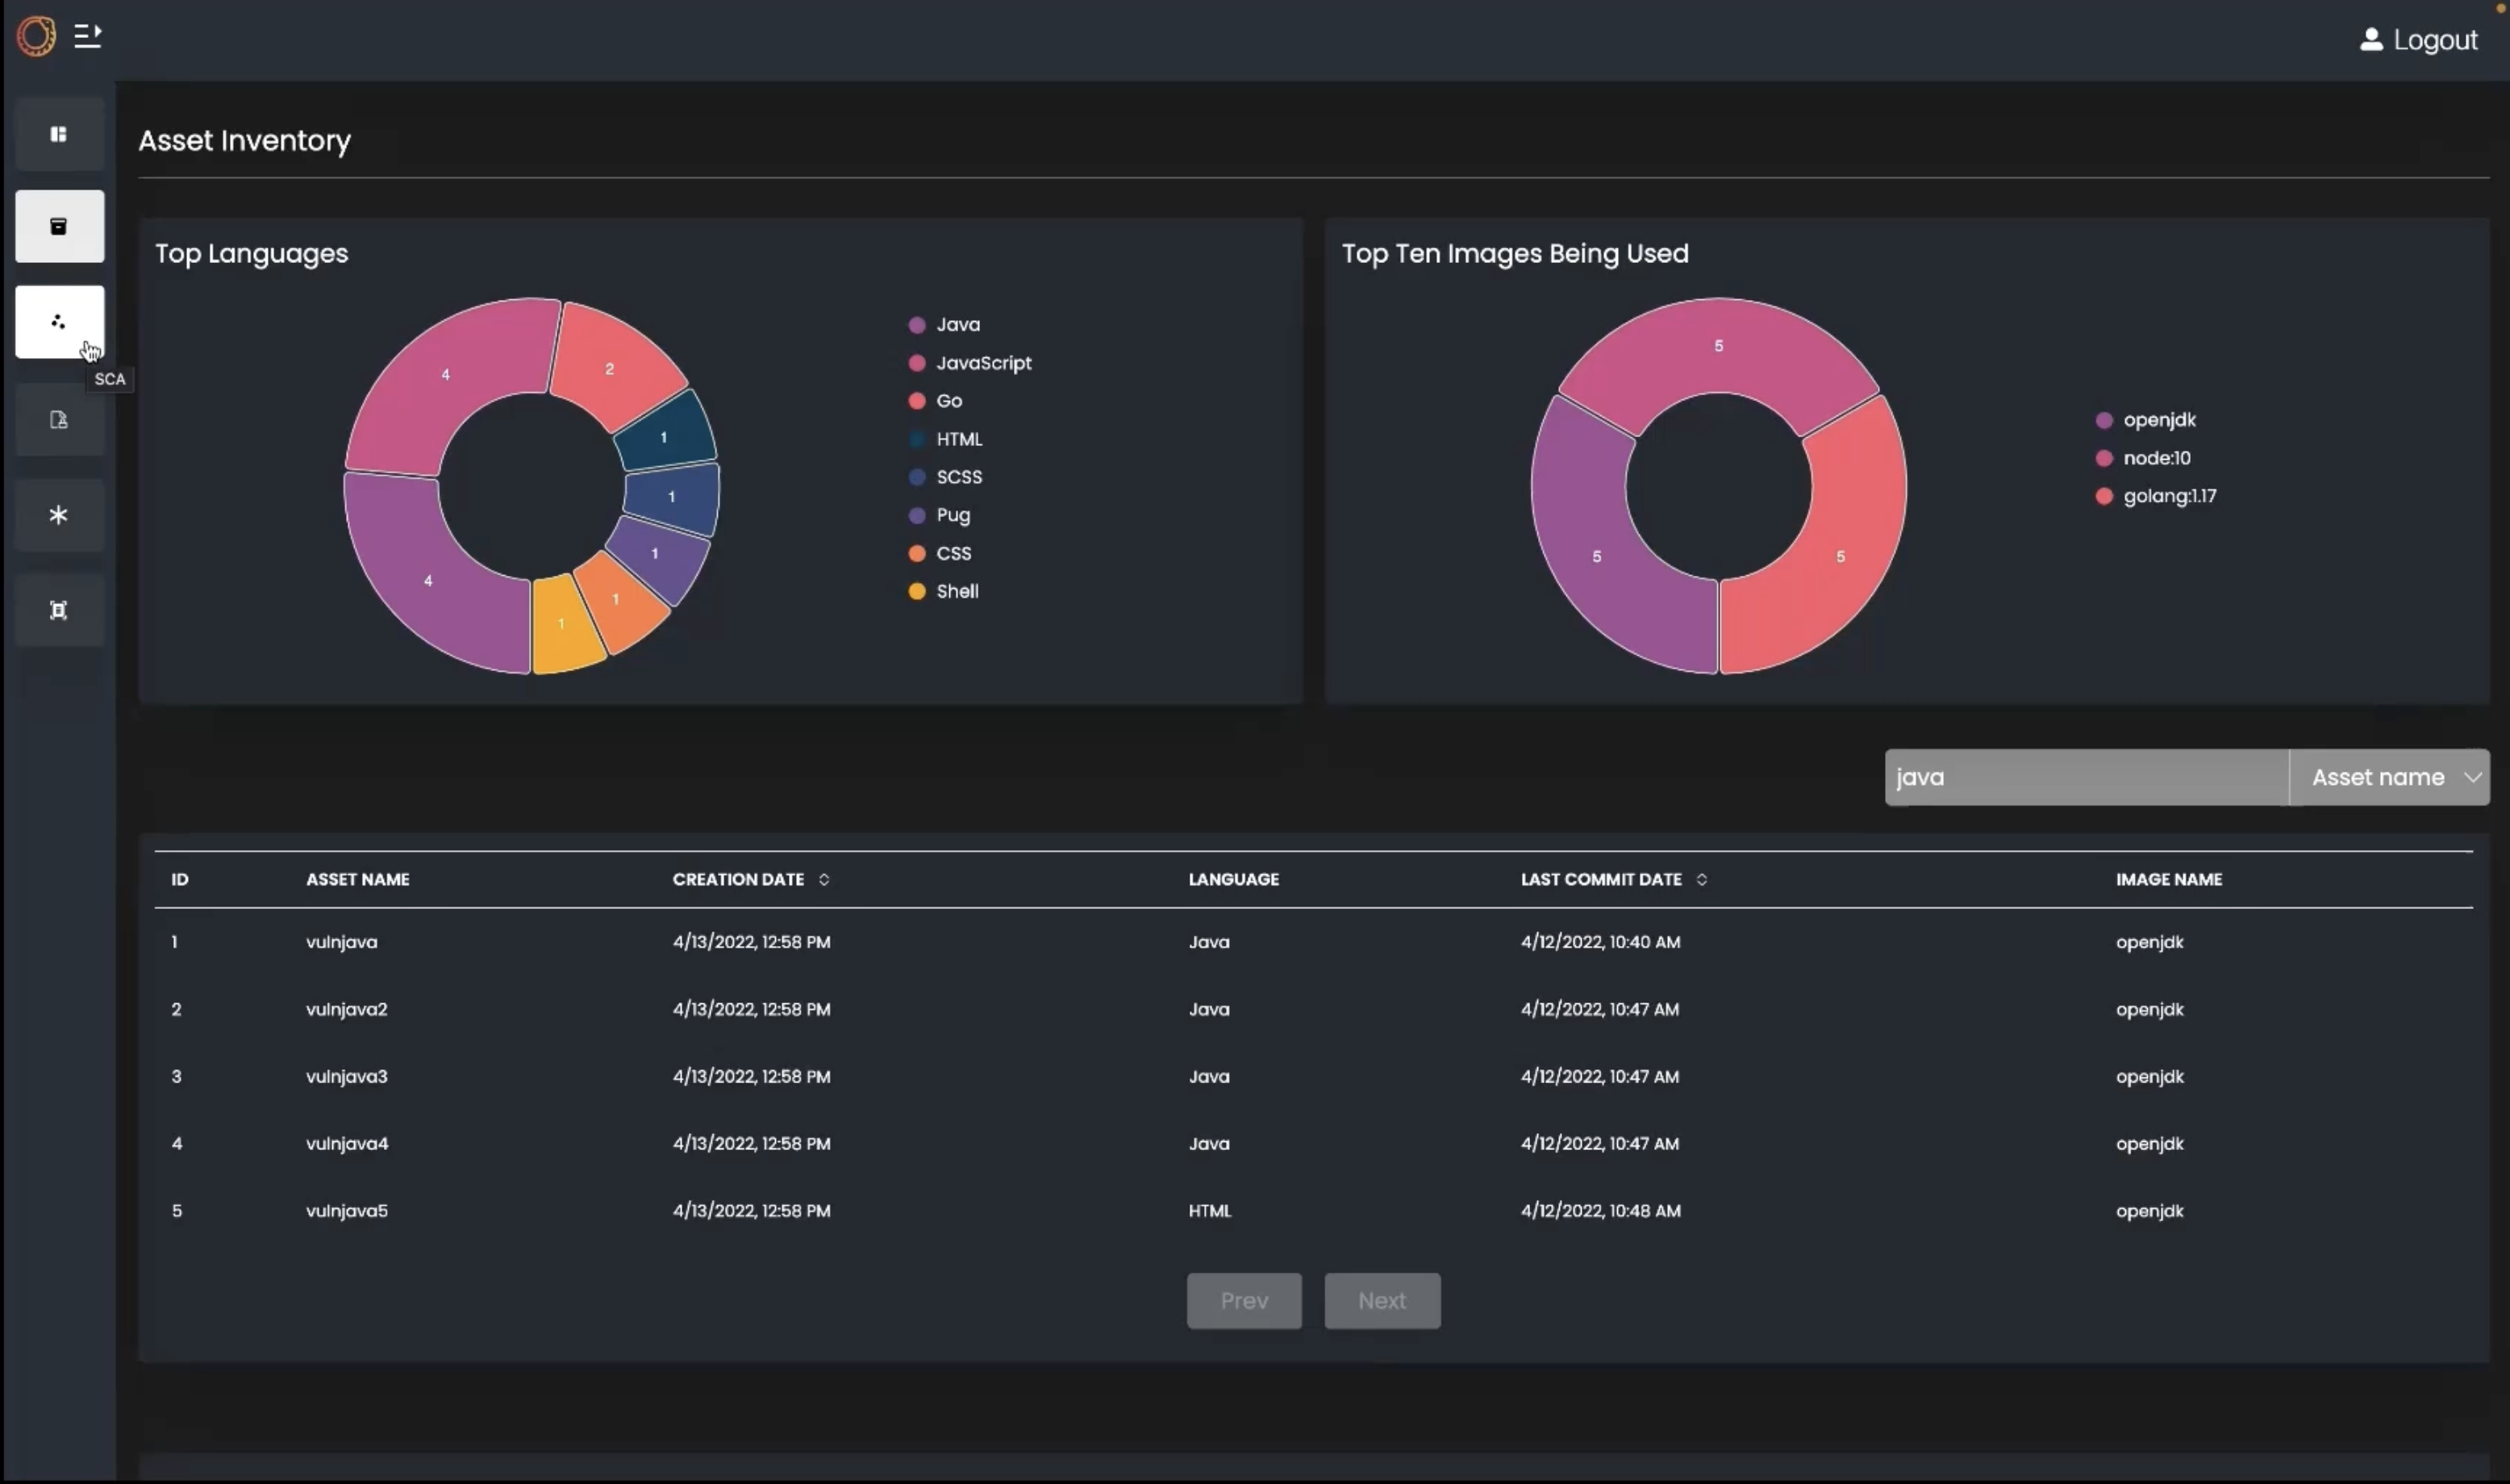 Logout
SCA
Asset Inventory
Top Languages
4
2
1
1
1
1
1
4
Java
JavaScript
Go
HTML
SCSS
Pug
CSS
Shell
Top Ten Images Being Used
5
5
5
openjdk
node:10
golang:1.17
java
Asset name
ID ASSET NAME CREATION DATE LANGUAGE LAST COMMIT DATE IMAGE NAME
1 vulnjava 4/13/2022, 12:58 PM Java 4/12/2022, 10:40 AM openjdk
2 vulnjava2 4/13/2022, 12:58 PM Java 4/12/2022, 10:47 AM openjdk
3 vulnjava3 4/13/2022, 12:58 PM Java 4/12/2022, 10:47 AM openjdk
4 vulnjava4 4/13/2022, 12:58 PM Java 4/12/2022, 10:47 AM openjdk
5 vulnjava5 4/13/2022, 12:58 PM HTML 4/12/2022, 10:48 AM openjdk
Prev Next